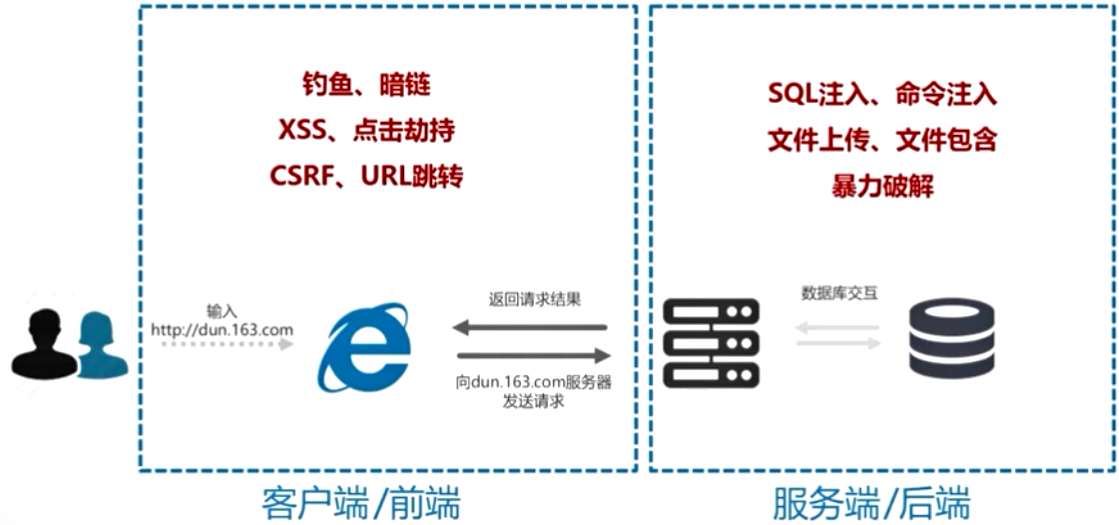 钓鱼、暗链
XSS、点击劫持
CSRF、URL跳转
SQL注入、命令注入
文件上传、文件包含
暴力破解
输入
http://dun.163.com
返回请求结果
向dun.163.com服务器
发送请求
数据库交互
客户端/前端
服务端/后端